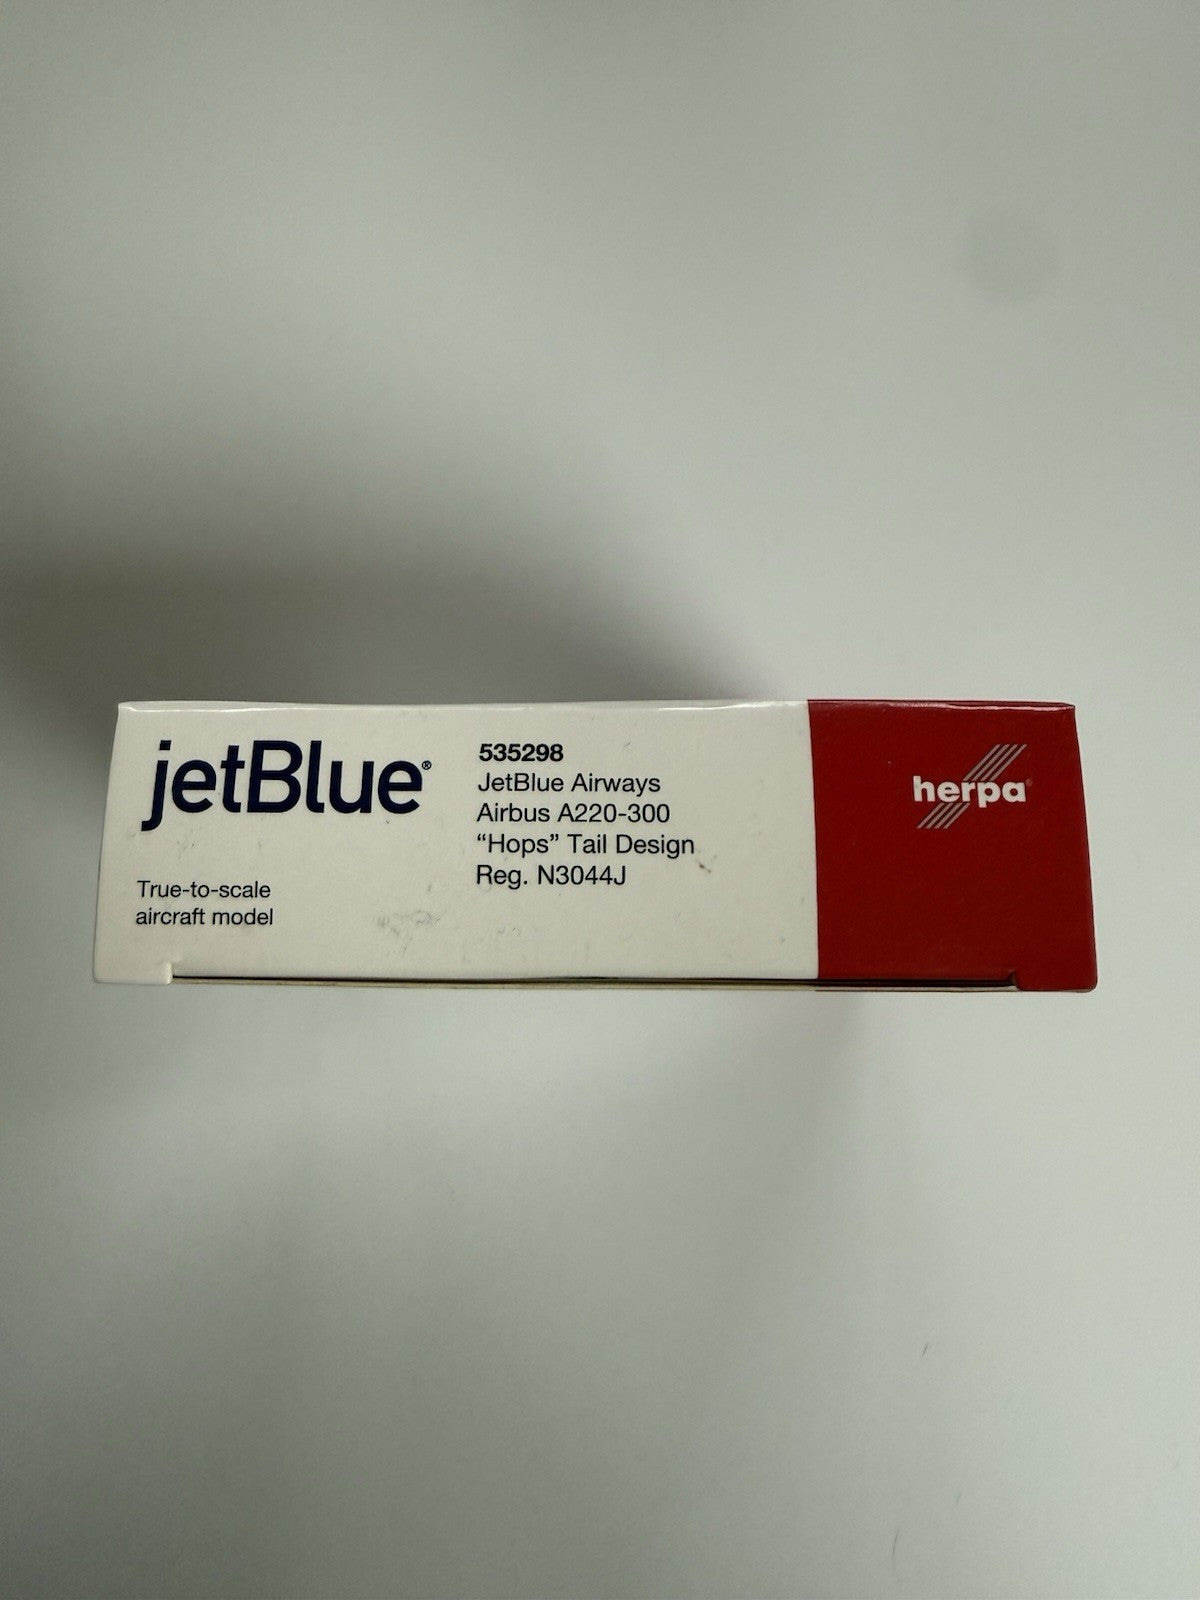 jetBlue®
True-to-scale
aircraft model
535298
JetBlue Airways
Airbus A220-300
“Hops” Tail Design
Reg. N3044J
herpa®